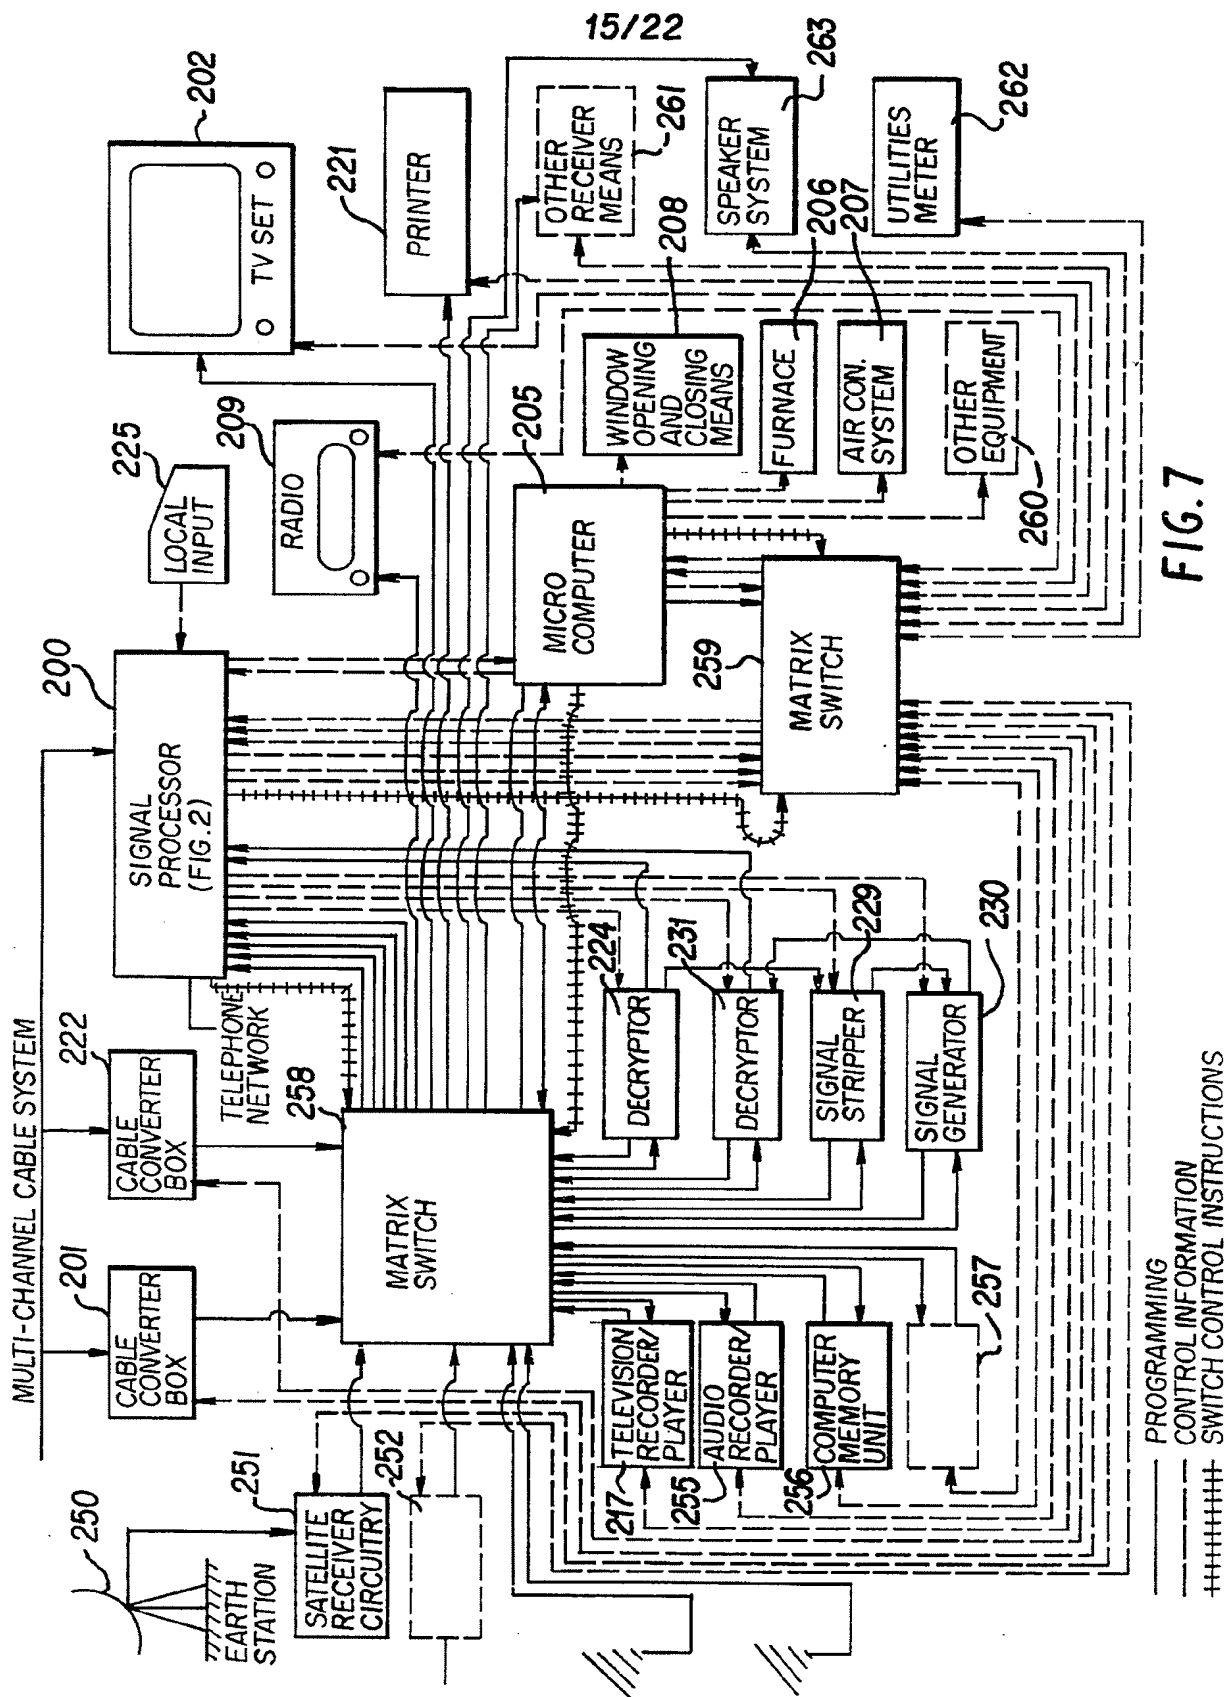 15/22
MULTI-CHANNEL CABLE SYSTEM
250
EARTH
STATION
251
SATELLITE
RECEIVER
CIRCUITRY
252
201
CABLE
CONVERTER
BOX
222
CABLE
CONVERTER
BOX
TELEPHONE
NETWORK
200
SIGNAL
PROCESSOR
(FIG.2)
225
LOCAL
INPUT
209
RADIO
202
TV SET
221
PRINTER
258
MATRIX
SWITCH
205
MICRO
COMPUTER
259
MATRIX
SWITCH
OTHER
RECEIVER
MEANS
261
208
WINDOW
OPENING
AND
CLOSING
MEANS
SPEAKER
SYSTEM
263
FURNACE
206
AIR CON.
SYSTEM
207
UTILITIES
METER
262
OTHER
EQUIPMENT
260
224
DECRYPTOR
231
DECRYPTOR
SIGNAL
STRIPPER
229
SIGNAL
GENERATOR
230
TELEVISION
RECORDER/
PLAYER
217
AUDIO
RECORDER/
PLAYER
255
COMPUTER
MEMORY
UNIT
256
257
PROGRAMMING
CONTROL INFORMATION
SWITCH CONTROL INSTRUCTIONS
FIG. 7